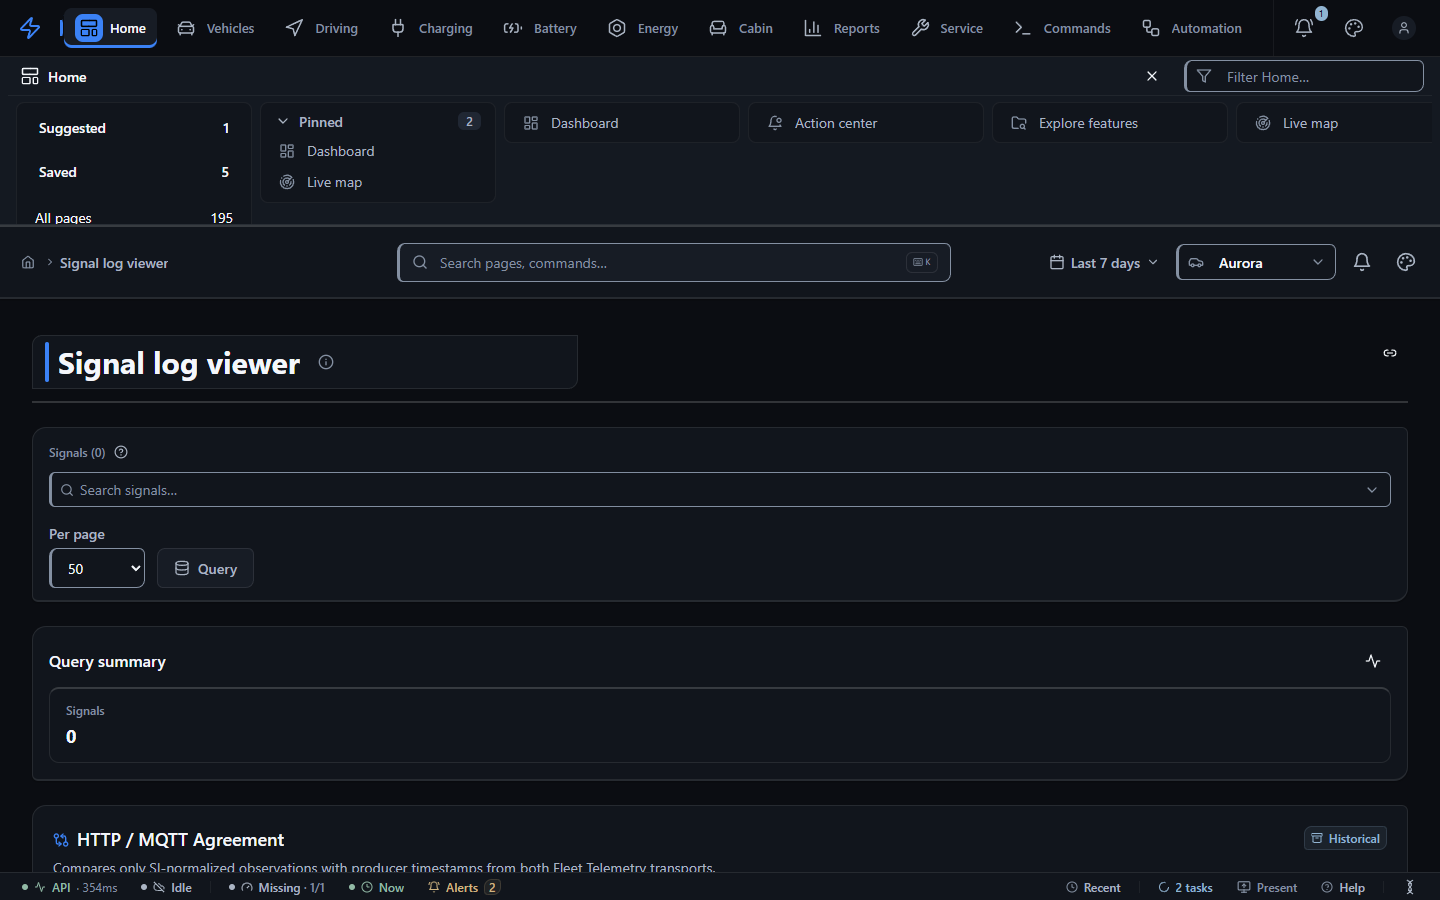 Home Vehicles Driving Charging Battery Energy Cabin Reports Service Commands Automation 1
Home
Filter Home...
Suggested 1
Saved 5
All pages 195
Pinned 2
Dashboard
Live map
Dashboard
Action center
Explore features
Live map
Signal log viewer
Search pages, commands... K
Last 7 days
Aurora
Signal log viewer
Signals (0)
Search signals...
Per page
50
Query
Query summary
Signals
0
HTTP / MQTT Agreement
Historical
Compares only SI-normalized observations with producer timestamps from both Fleet Telemetry transports.
API · 354ms Idle Missing · 1/1 Now Alerts 2 Recent 2 tasks Present Help